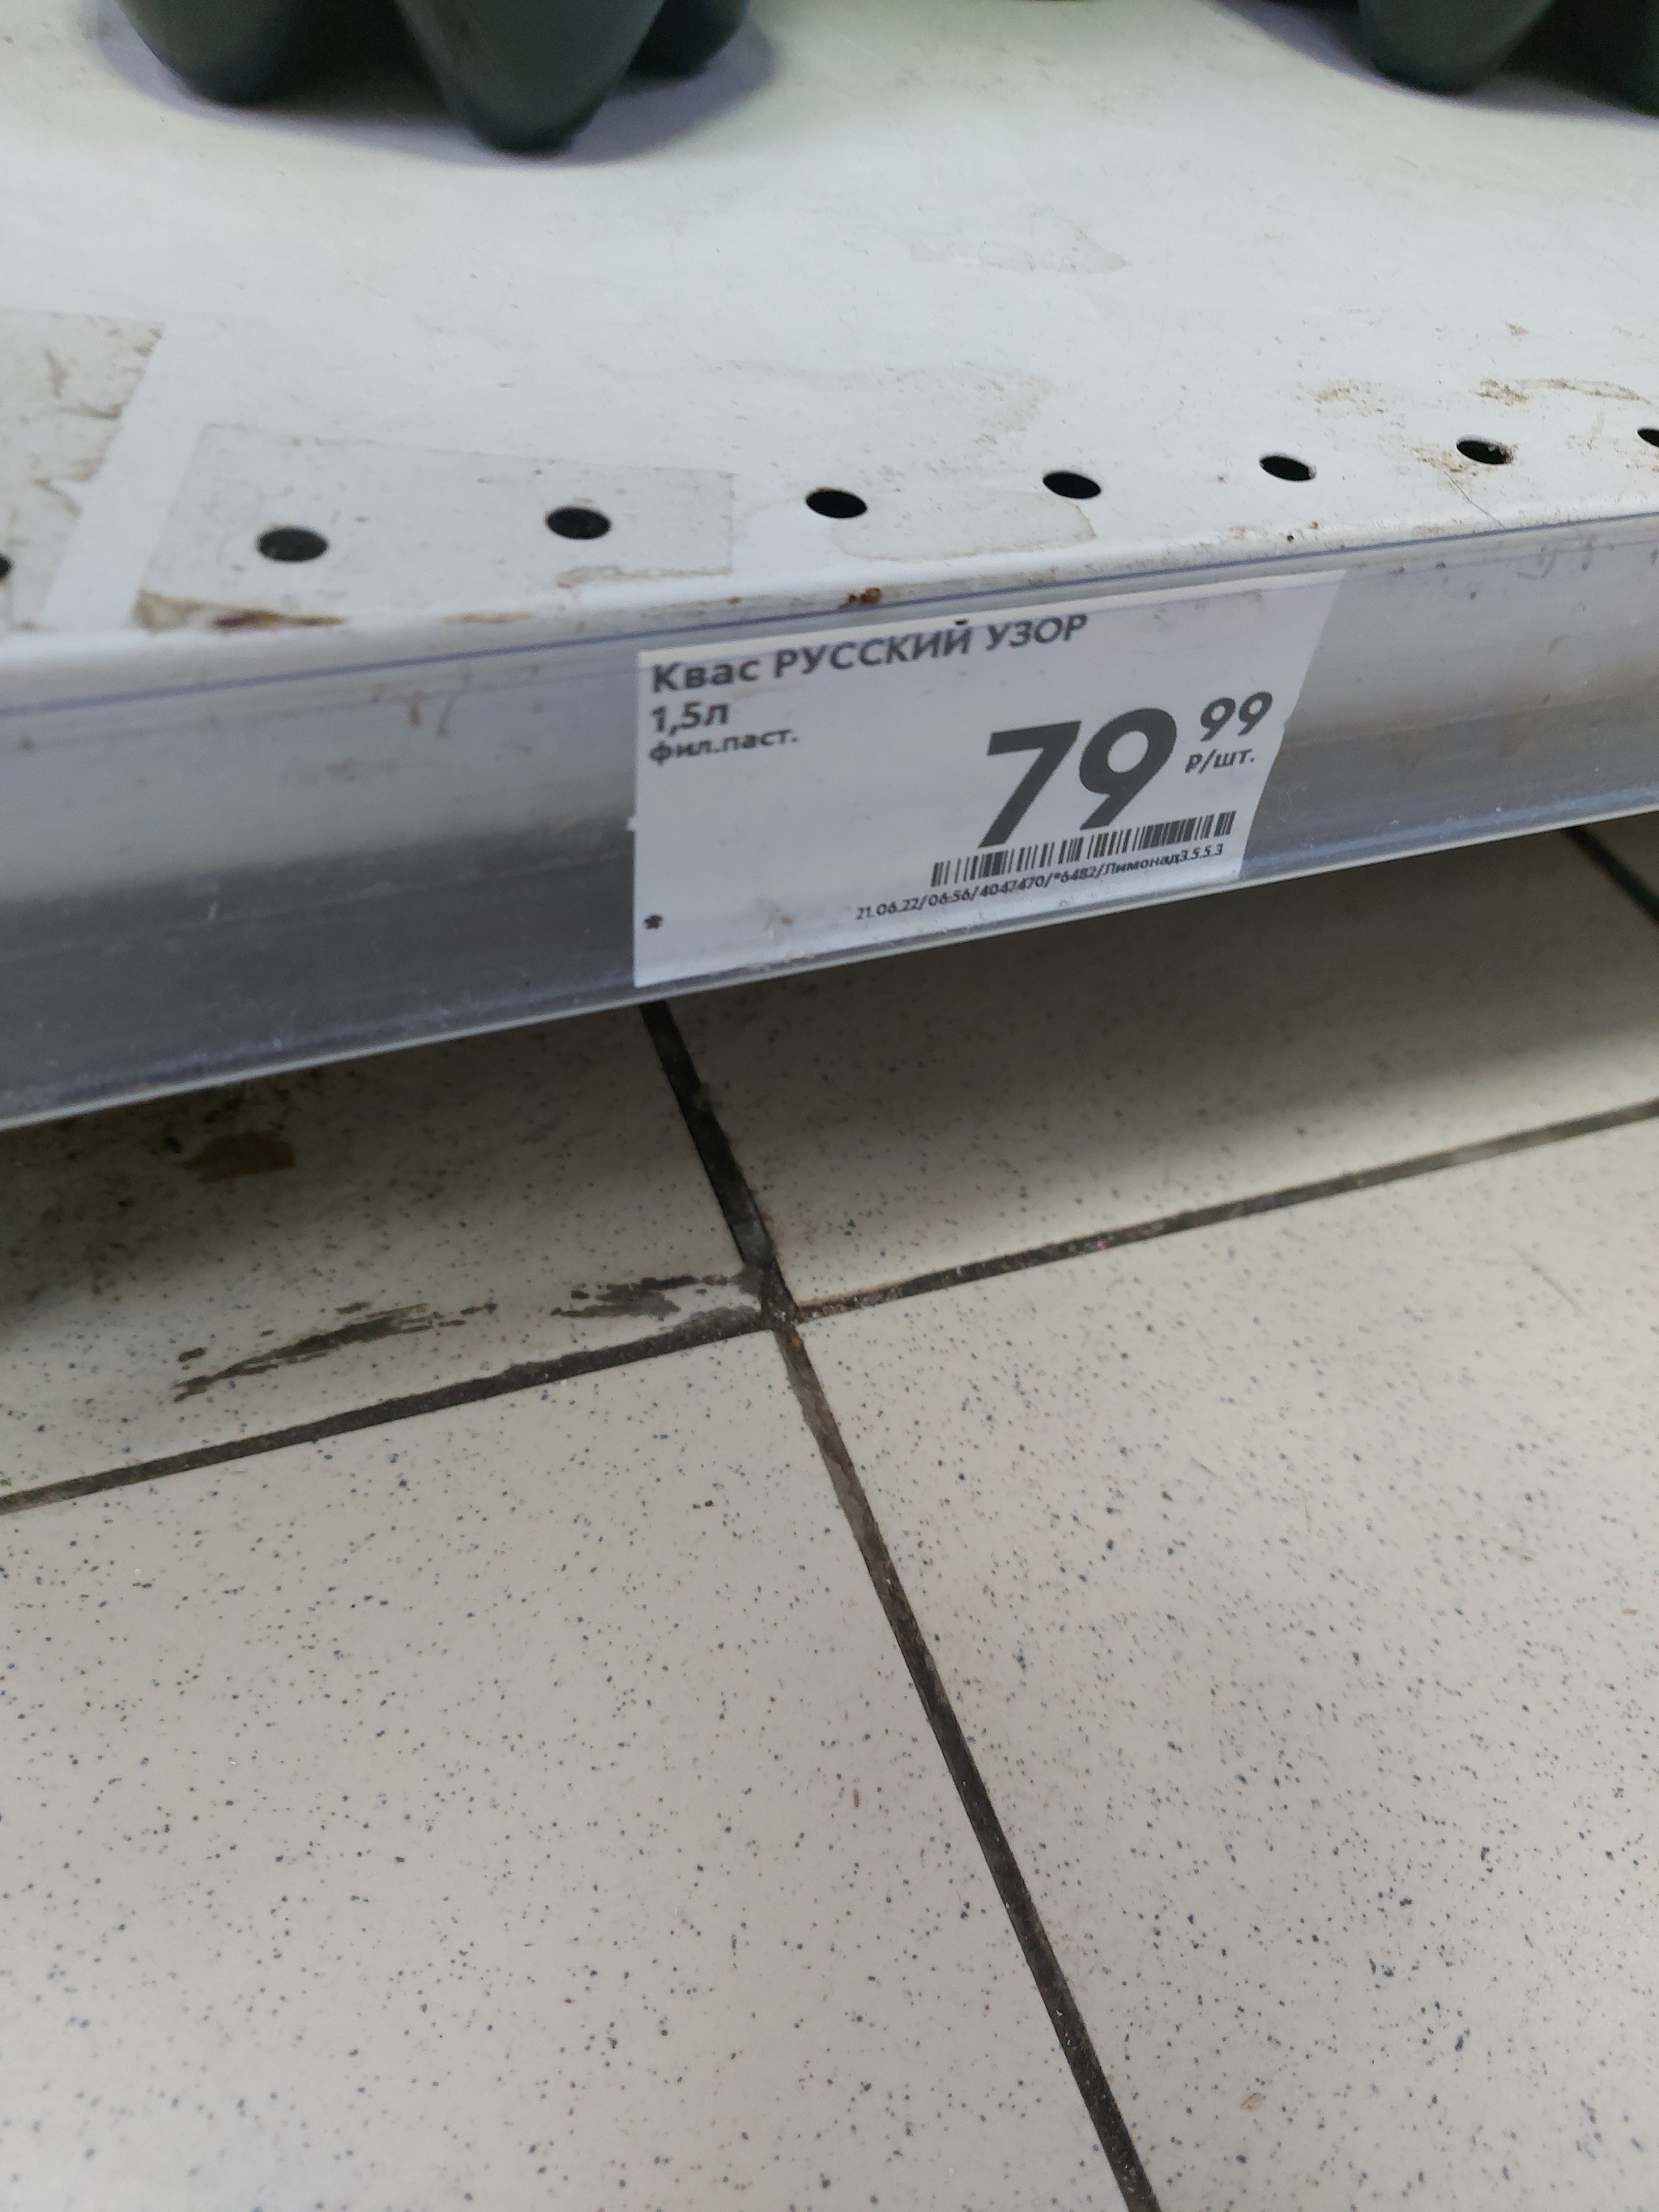 Квас РУССКИЙ УЗОР
1,5л
фил.паст.
79 99
₽/шт.
21.06.22/06:56/4047470/*6482/Лимонад3.5.5.3
*